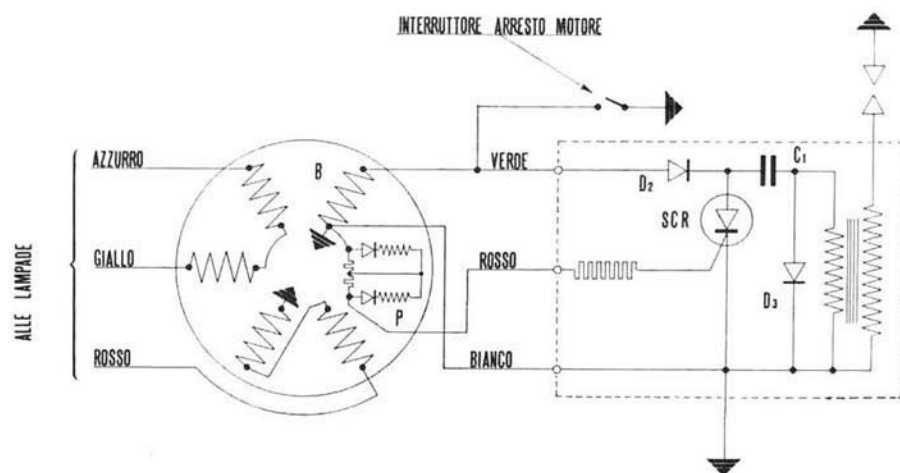 INTERRUTTORE ARRESTO MOTORE
ALLE LAMPADE
AZZURRO
GIALLO
ROSSO
B
P
VERDE
ROSSO
BIANCO
D2
SCR
C1
D3